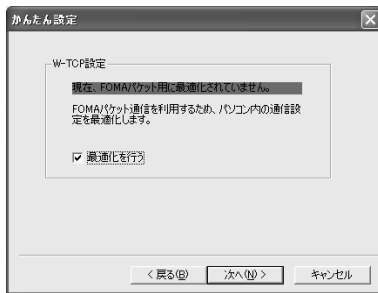 かんたん設定
W-TCP設定
現在、FOMAパケット用に最適化されていません。
FOMAパケット通信を利用するため、パソコン内の通信設
定を最適化します。
最適化を行う
< 戻る(B) 次へ(N) > キャンセル